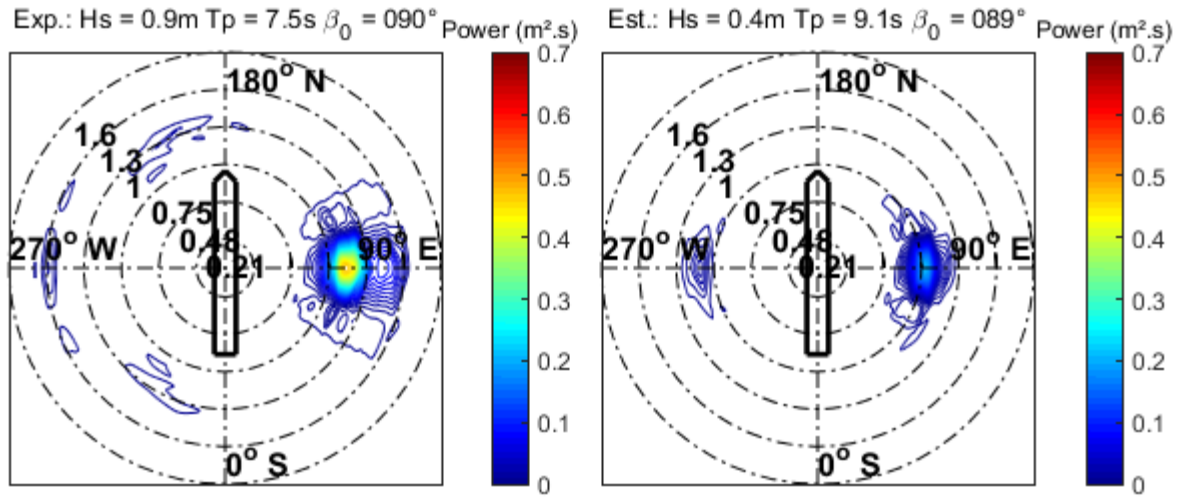 Exp.: Hs = 0.9m Tp = 7.5s β0 = 090°
Power (m².s)
180° N
1.6
1.3
1
0.75
0.48
0.21
270° W
90° E
0° S
0.7
0.6
0.5
0.4
0.3
0.2
0.1
0
Est.: Hs = 0.4m Tp = 9.1s β0 = 089°
Power (m².s)
180° N
1.6
1.3
1
0.75
0.48
0.21
270° W
90° E
0° S
0.7
0.6
0.5
0.4
0.3
0.2
0.1
0